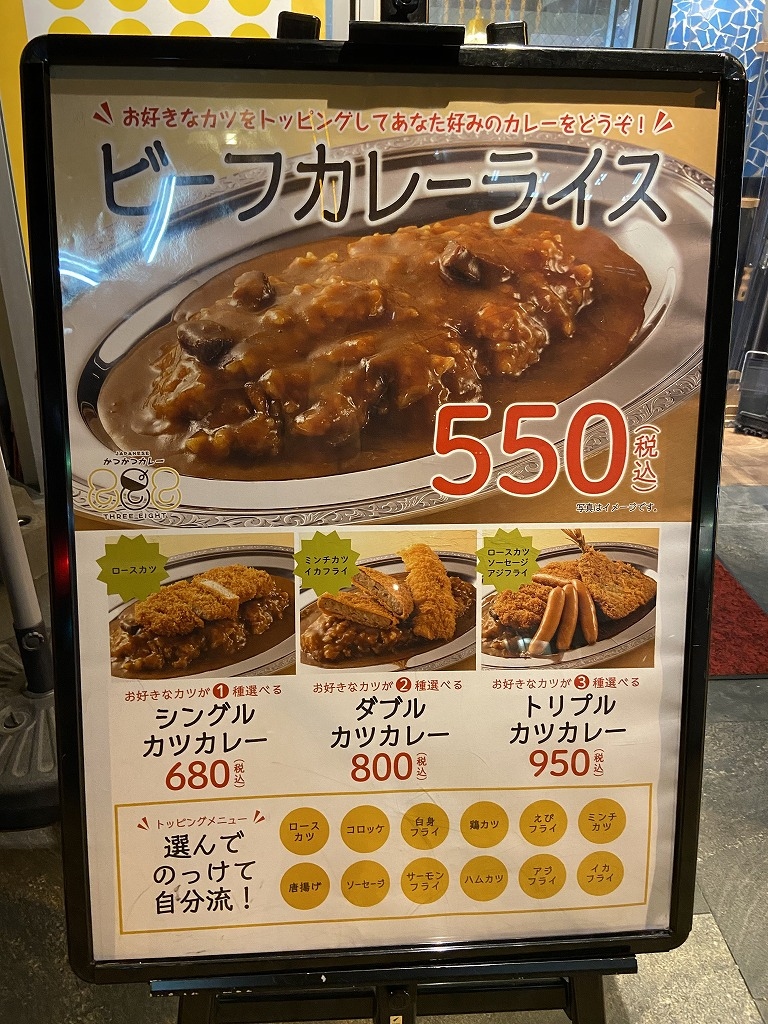 お好きなカツをトッピングしてあなた好みのカレーをどうぞ！
ビーフカレーライス
550(税込)
写真はイメージです。
JAPANESE
かつかつカレー
THREE EIGHT
ロースカツ
ミンチカツ
イカフライ
ロースカツ
ソーセージ
アジフライ
お好きなカツが1種選べる
シングル
カツカレー
680(税込)
お好きなカツが2種選べる
ダブル
カツカレー
800(税込)
お好きなカツが3種選べる
トリプル
カツカレー
950(税込)
トッピングメニュー
選んで
のっけて
自分流！
ロース
カツ
コロッケ
白身
フライ
鶏カツ
えび
フライ
ミンチ
カツ
唐揚げ
ソーセージ
サーモン
フライ
ハムカツ
アジ
フライ
イカ
フライ